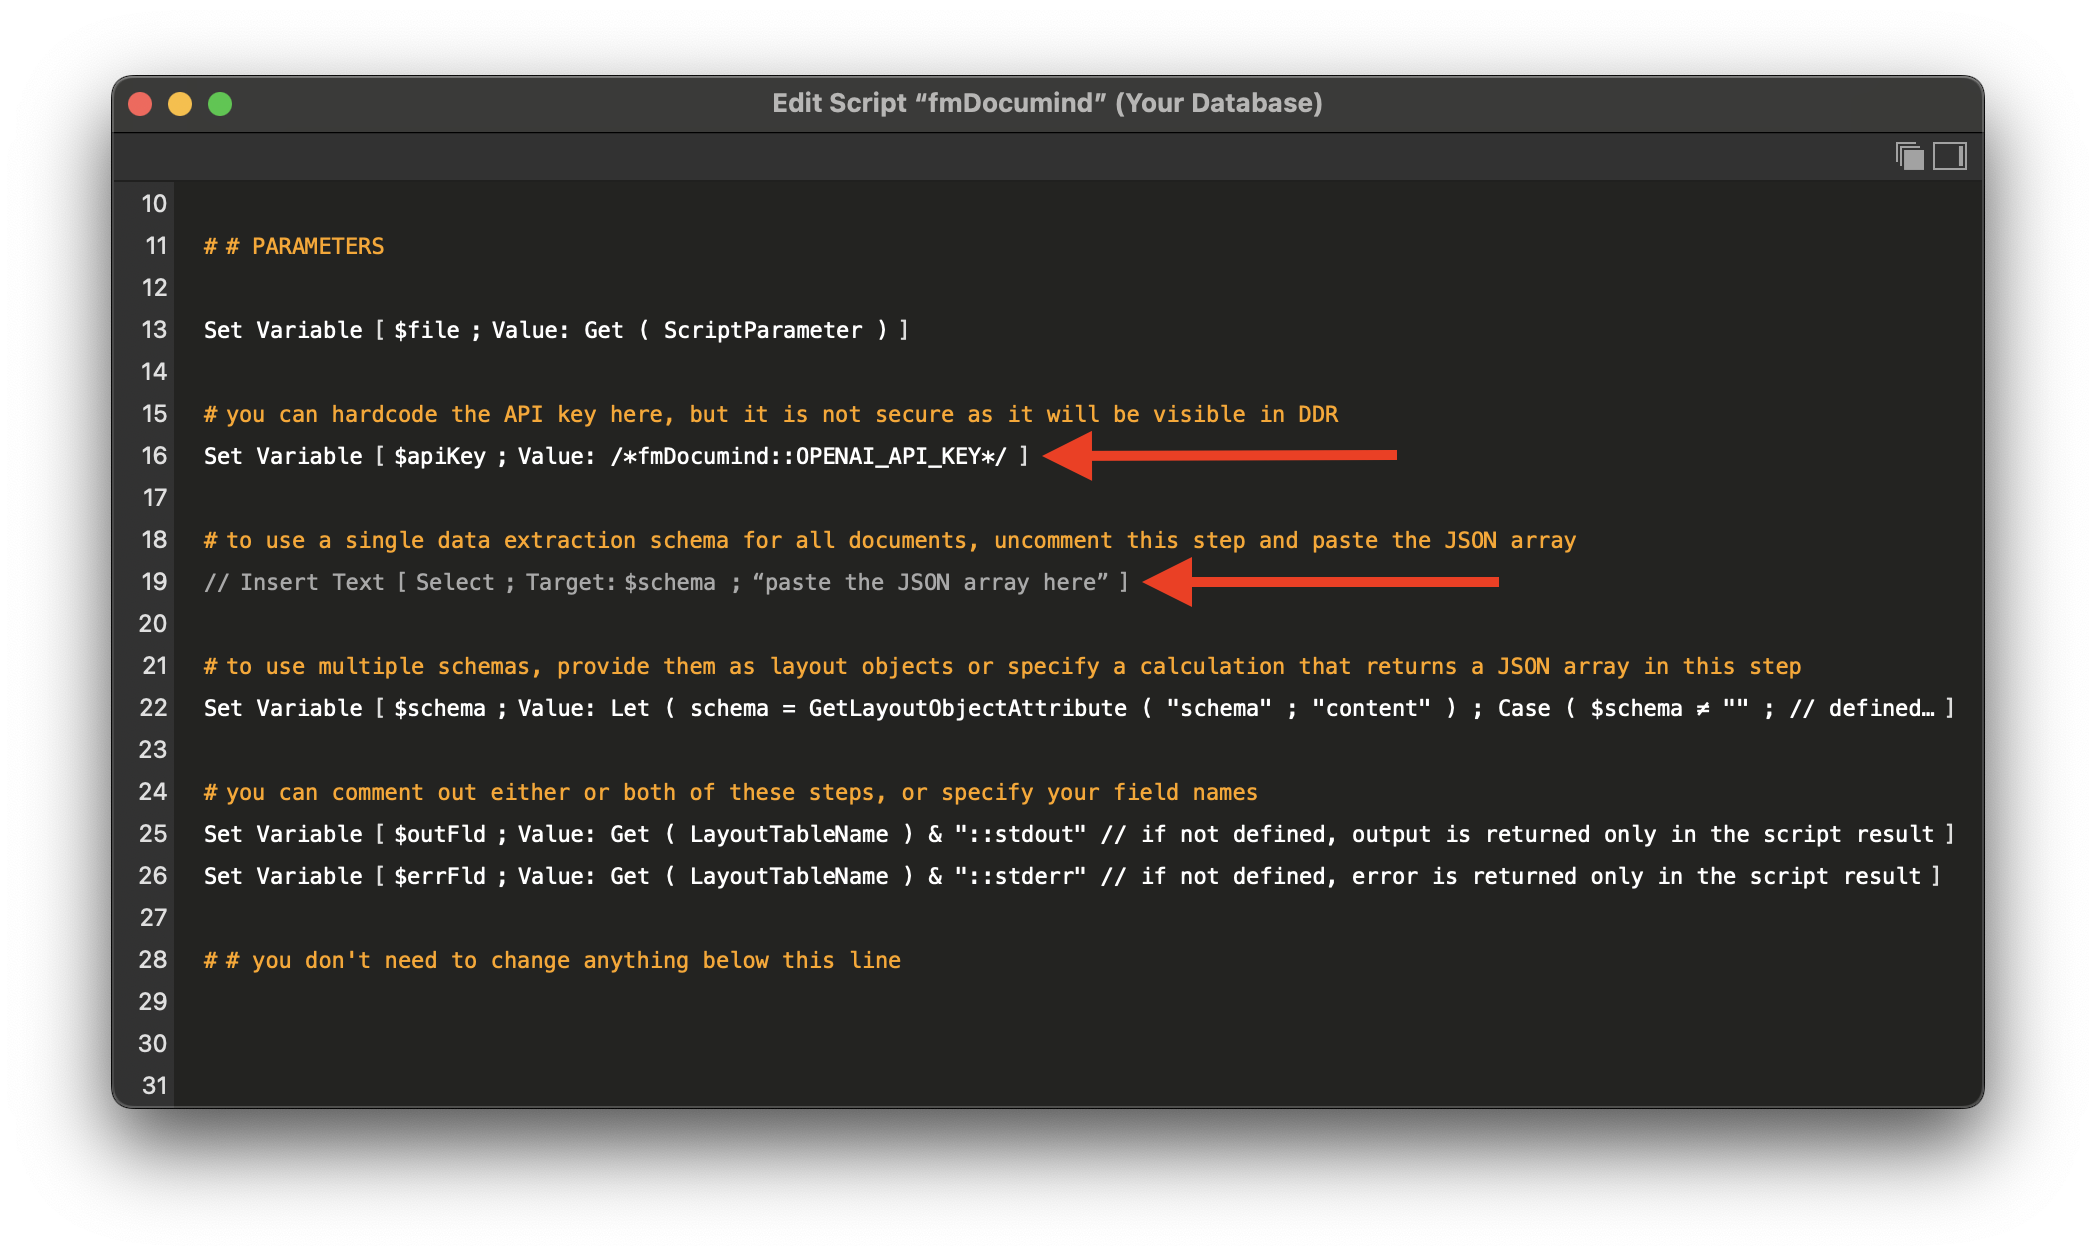 Edit Script “fmDocumind” (Your Database)
10
11 # # PARAMETERS
12
13 Set Variable [ $file ; Value: Get ( ScriptParameter ) ]
14
15 # you can hardcode the API key here, but it is not secure as it will be visible in DDR
16 Set Variable [ $apiKey ; Value: /*fmDocumind::OPENAI_API_KEY*/ ]
17
18 # to use a single data extraction schema for all documents, uncomment this step and paste the JSON array
19 // Insert Text [ Select ; Target: $schema ; “paste the JSON array here” ]
20
21 # to use multiple schemas, provide them as layout objects or specify a calculation that returns a JSON array in this step
22 Set Variable [ $schema ; Value: Let ( schema = GetLayoutObjectAttribute ( "schema" ; "content" ) ; Case ( $schema ≠ "" ; // defined… ]
23
24 # you can comment out either or both of these steps, or specify your field names
25 Set Variable [ $outFld ; Value: Get ( LayoutTableName ) & "::stdout" // if not defined, output is returned only in the script result ]
26 Set Variable [ $errFld ; Value: Get ( LayoutTableName ) & "::stderr" // if not defined, error is returned only in the script result ]
27
28 # # you don't need to change anything below this line
29
30
31